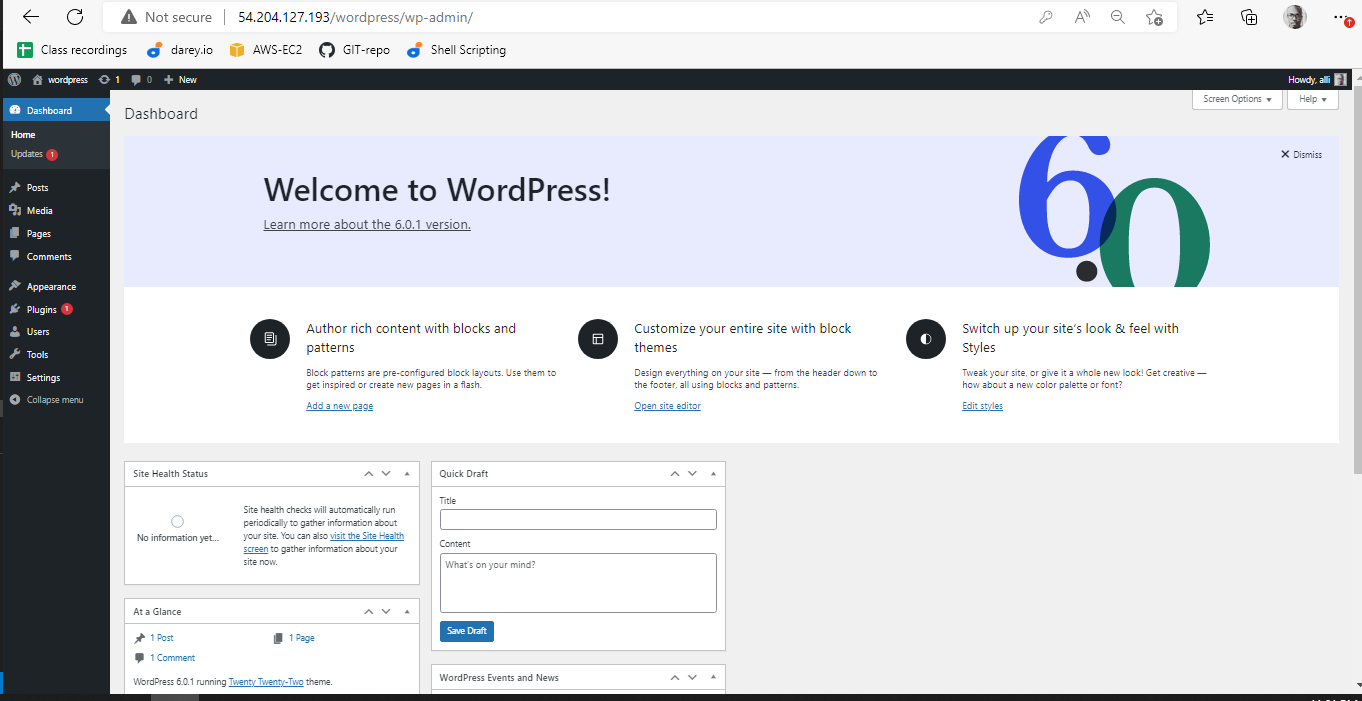 Not secure 54.204.127.193/wordpress/wp-admin/
Class recordings darey.io AWS-EC2 GIT-repo Shell Scripting
wordpress 1 0 New Howdy, alli
Screen Options Help
Dashboard
Home
Updates 1
Posts
Media
Pages
Comments
Appearance
Plugins 1
Users
Tools
Settings
Collapse menu
Dashboard
Dismiss
Welcome to WordPress!
Learn more about the 6.0.1 version.
6.0
Author rich content with blocks and
patterns
Block patterns are pre-configured block layouts. Use them to
get inspired or create new pages in a flash.
Add a new page
Customize your entire site with block
themes
Design everything on your site — from the header down to
the footer, all using blocks and patterns.
Open site editor
Switch up your site's look & feel with
Styles
Tweak your site, or give it a whole new look! Get creative —
how about a new color palette or font?
Edit styles
Site Health Status
No information yet...
Site health checks will automatically run
periodically to gather information about
your site. You can also visit the Site Health
screen to gather information about your
site now.
At a Glance
1 Post 1 Page
1 Comment
WordPress 6.0.1 running Twenty Twenty-Two theme.
Quick Draft
Title
Content
What's on your mind?
Save Draft
WordPress Events and News